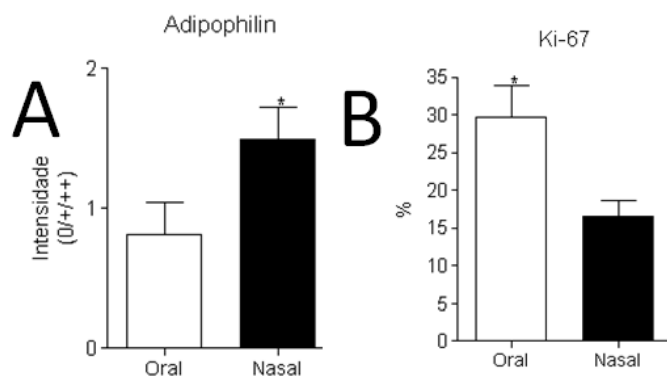 Adipophilin
A
Intensidade
(0/+/++)
2
*
1
0
Oral Nasal
Ki-67
B
%
35
30
25
20
15
10
5
0
*
Oral Nasal